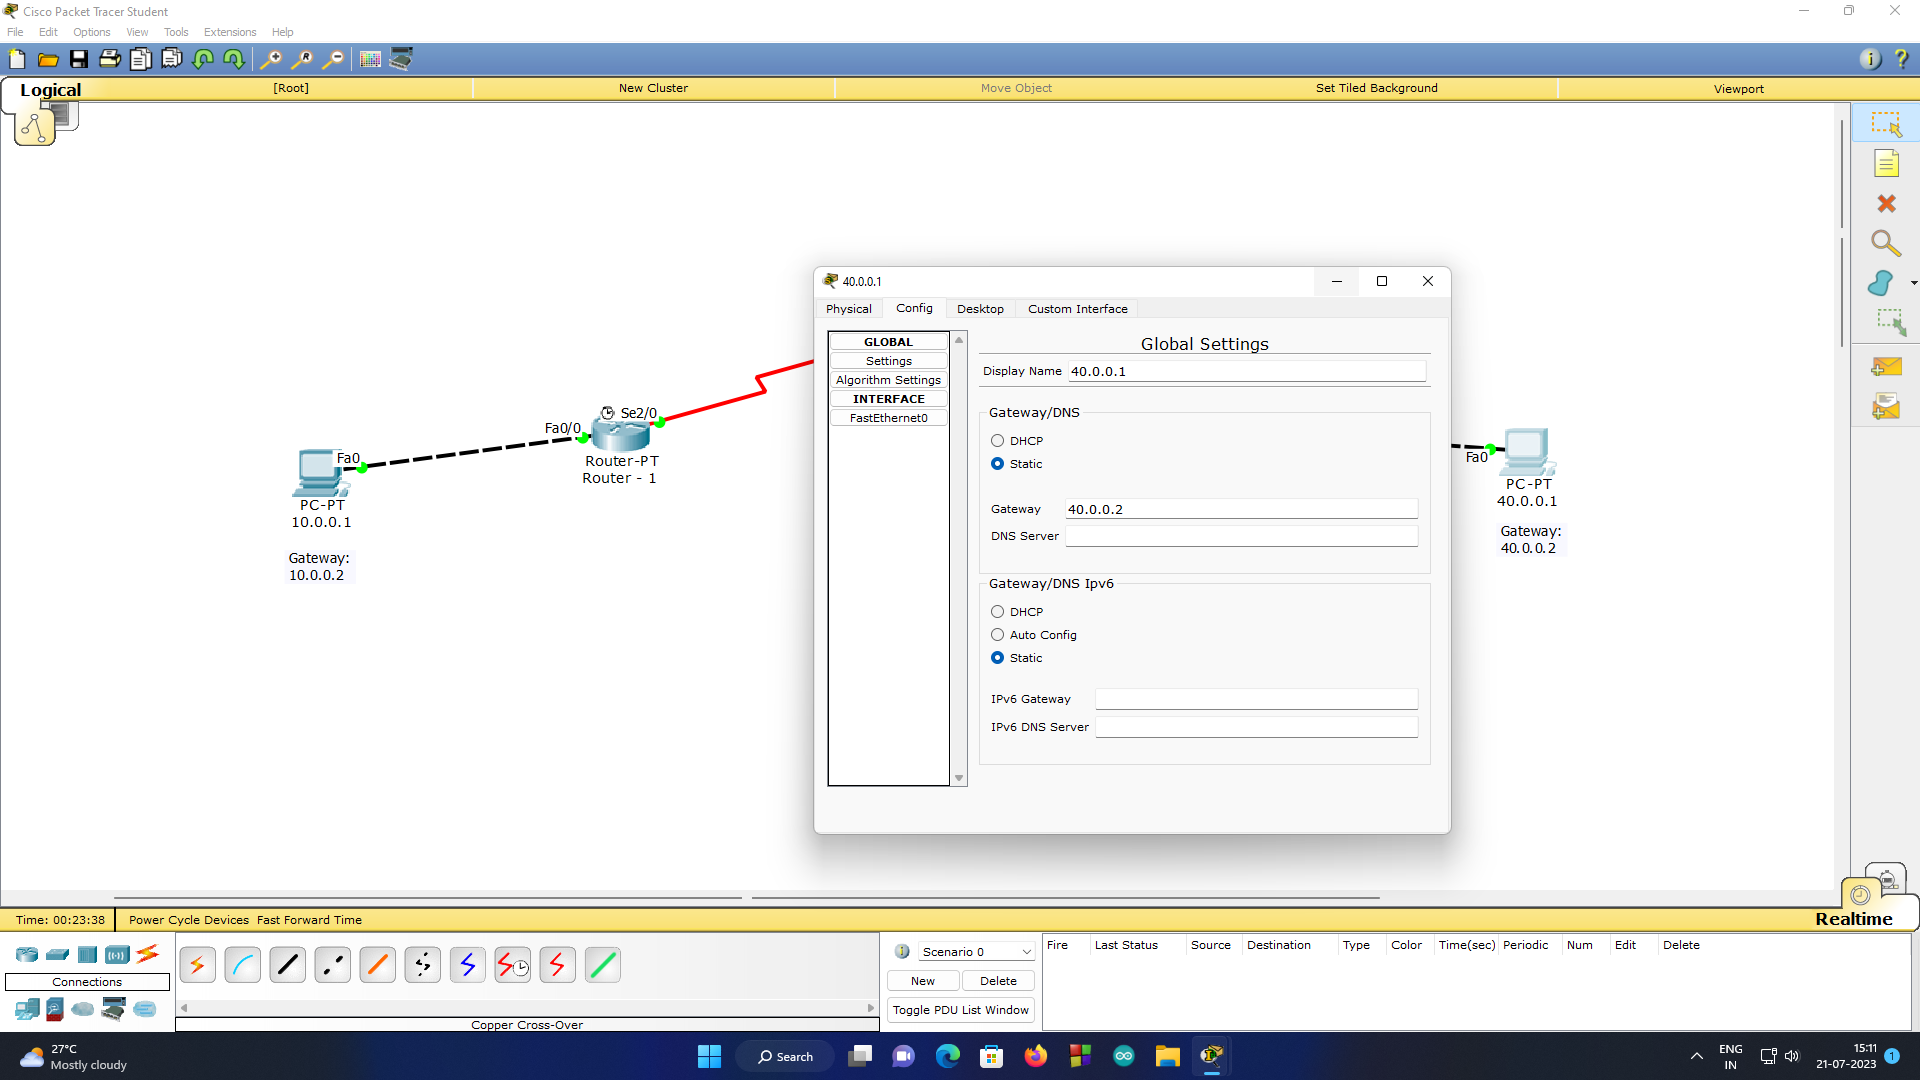 Cisco Packet Tracer Student
File Edit Options View Tools Extensions Help
Logical [Root] New Cluster Move Object Set Tiled Background Viewport
40.0.0.1
Physical Config Desktop Custom Interface
GLOBAL
Settings
Algorithm Settings
INTERFACE
FastEthernet0
Global Settings
Display Name 40.0.0.1
Gateway/DNS
DHCP
Static
Gateway 40.0.0.2
DNS Server
Gateway/DNS Ipv6
DHCP
Auto Config
Static
IPv6 Gateway
IPv6 DNS Server
Fa0
PC-PT
10.0.0.1
Gateway:
10.0.0.2
Fa0/0
Se2/0
Router-PT
Router - 1
Fa0
PC-PT
40.0.0.1
Gateway:
40.0.0.2
Time: 00:23:38 Power Cycle Devices Fast Forward Time
Realtime
Connections
Copper Cross-Over
Scenario 0
New Delete
Toggle PDU List Window
Fire Last Status Source Destination Type Color Time(sec) Periodic Num Edit Delete
27°C
Mostly cloudy
Search
ENG
IN
15:11
21-07-2023
1